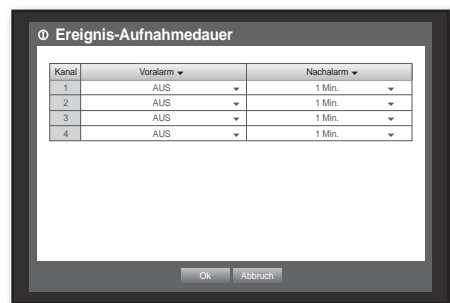 Ereignis-Aufnahmedauer
Kanal Voralarm Nachalarm
1 AUS 1 Min.
2 AUS 1 Min.
3 AUS 1 Min.
4 AUS 1 Min.
Ok Abbruch